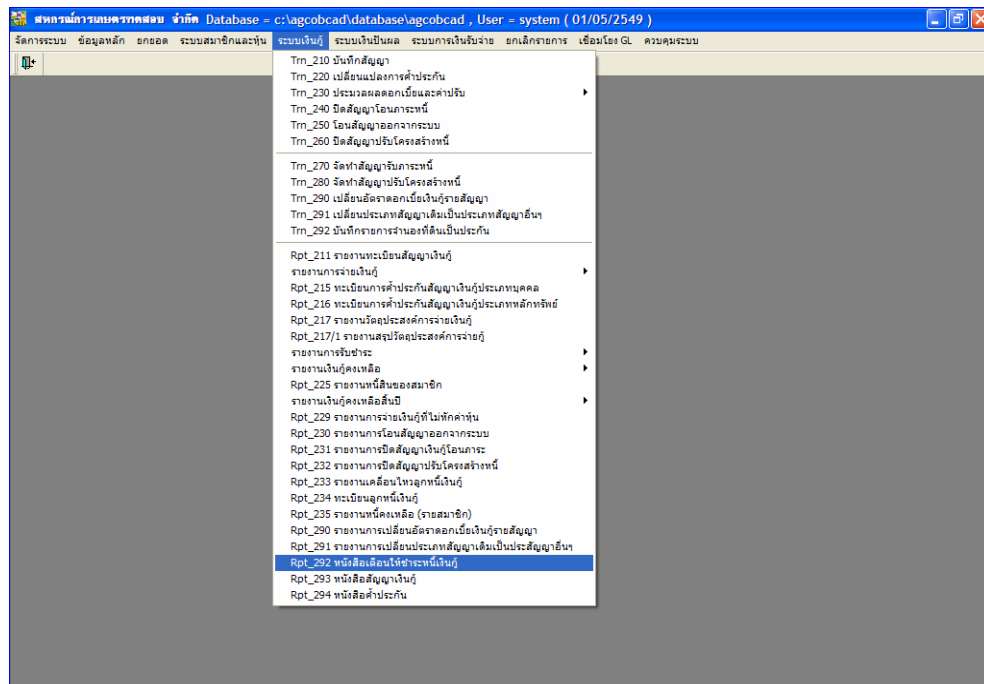 สหกรณ์การเกษตรทดสอบ จำกัด Database = c:\agcobcad\database\agcobcad , User = system ( 01/05/2549 )
จัดการระบบ ข้อมูลหลัก ยกยอด ระบบสมาชิกและหุ้น ระบบเงินกู้ ระบบเงินปันผล ระบบการเงินรับจ่าย ยกเลิกรายการ เชื่อมโยง GL ควบคุมระบบ
Trn_210 บันทึกสัญญา
Trn_220 เปลี่ยนแปลงการค้ำประกัน
Trn_230 ประมวลผลดอกเบี้ยและค่าปรับ
Trn_240 ปิดสัญญาโอนภาระหนี้
Trn_250 โอนสัญญาออกจากระบบ
Trn_260 ปิดสัญญาปรับโครงสร้างหนี้
Trn_270 จัดทำสัญญารับภาระหนี้
Trn_280 จัดทำสัญญาปรับโครงสร้างหนี้
Trn_290 เปลี่ยนอัตราดอกเบี้ยเงินกู้รายสัญญา
Trn_291 เปลี่ยนประเภทสัญญาเดิมเป็นประเภทสัญญาอื่นๆ
Trn_292 บันทึกรายการจำนองที่ดินเป็นประกัน
Rpt_211 รายงานทะเบียนสัญญาเงินกู้
รายงานการจ่ายเงินกู้
Rpt_215 ทะเบียนการค้ำประกันสัญญาเงินกู้ประเภทบุคคล
Rpt_216 ทะเบียนการค้ำประกันสัญญาเงินกู้ประเภทหลักทรัพย์
Rpt_217 รายงานวัตถุประสงค์การจ่ายเงินกู้
Rpt_217/1 รายงานสรุปวัตถุประสงค์การจ่ายกู้
รายงานการรับชำระ
รายงานเงินกู้คงเหลือ
Rpt_225 รายงานหนี้สินของสมาชิก
รายงานเงินกู้คงเหลือสิ้นปี
Rpt_229 รายงานการจ่ายเงินกู้ที่ไม่หักค่าหุ้น
Rpt_230 รายงานการโอนสัญญาออกจากระบบ
Rpt_231 รายงานการปิดสัญญาเงินกู้โอนภาระ
Rpt_232 รายงานการปิดสัญญาปรับโครงสร้างหนี้
Rpt_233 รายงานเคลื่อนไหวลูกหนี้เงินกู้
Rpt_234 ทะเบียนลูกหนี้เงินกู้
Rpt_235 รายงานหนี้คงเหลือ (รายสมาชิก)
Rpt_290 รายงานการเปลี่ยนอัตราดอกเบี้ยเงินกู้รายสัญญา
Rpt_291 รายงานการเปลี่ยนประเภทสัญญาเดิมเป็นประสัญญาอื่นๆ
Rpt_292 หนังสือเตือนให้ชำระหนี้เงินกู้
Rpt_293 หนังสือสัญญาเงินกู้
Rpt_294 หนังสือค้ำประกัน